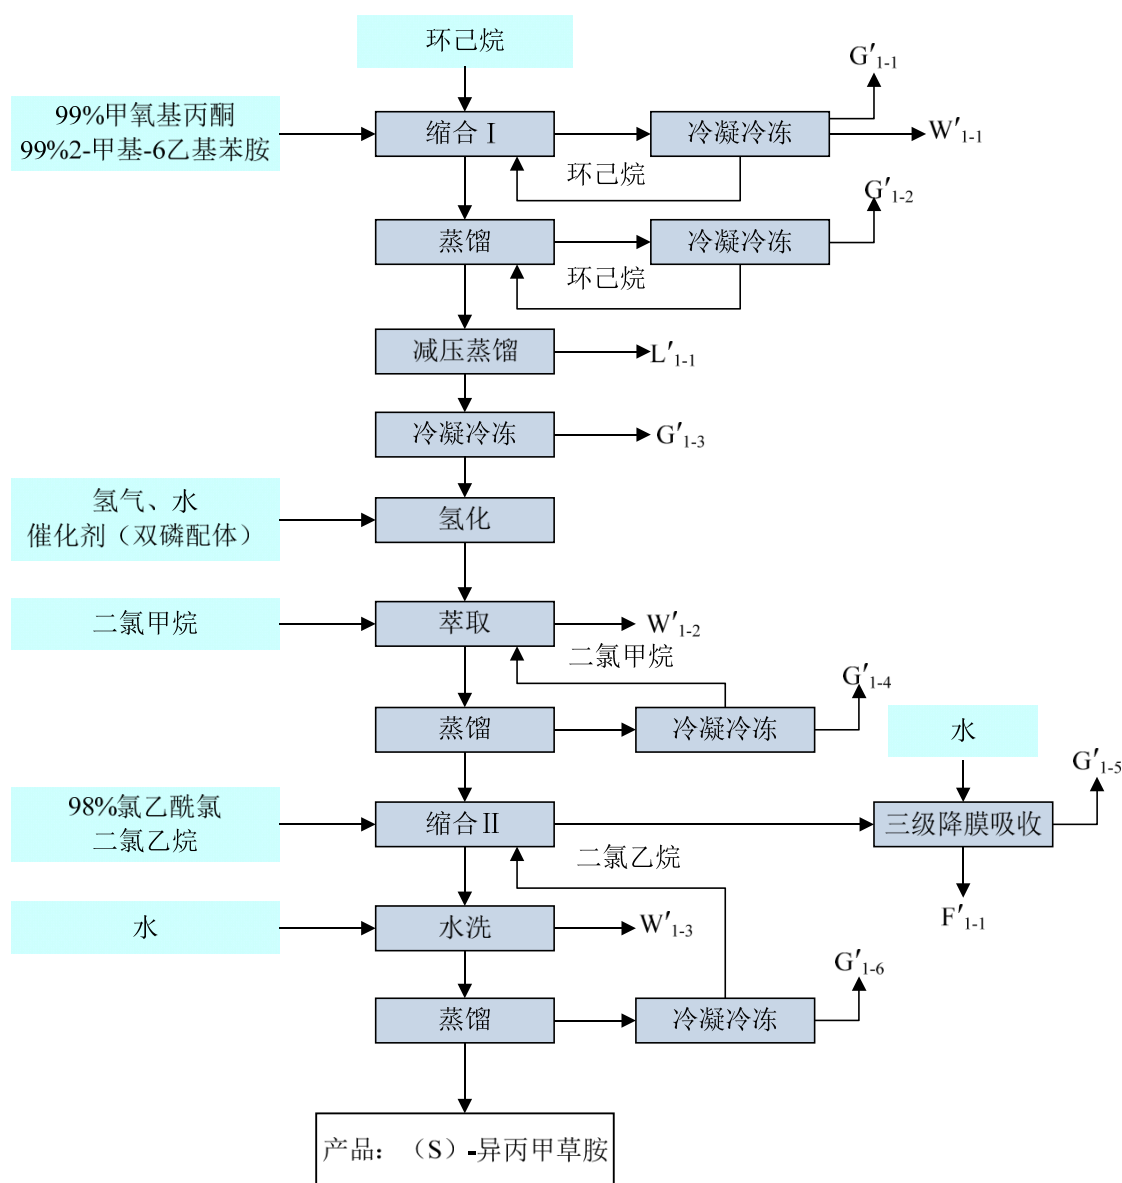 环己烷
G′1-1
99%甲氧基丙酮
99%2-甲基-6乙基苯胺
缩合Ⅰ
冷凝冷冻
W′1-1
环己烷
G′1-2
蒸馏
冷凝冷冻
环己烷
减压蒸馏
L′1-1
冷凝冷冻
G′1-3
氢气、水
催化剂（双磷配体）
氢化
二氯甲烷
萃取
W′1-2
二氯甲烷
G′1-4
蒸馏
冷凝冷冻
水
G′1-5
98%氯乙酰氯
二氯乙烷
缩合Ⅱ
三级降膜吸收
二氯乙烷
F′1-1
水
水洗
W′1-3
G′1-6
蒸馏
冷凝冷冻
产品：（S）-异丙甲草胺